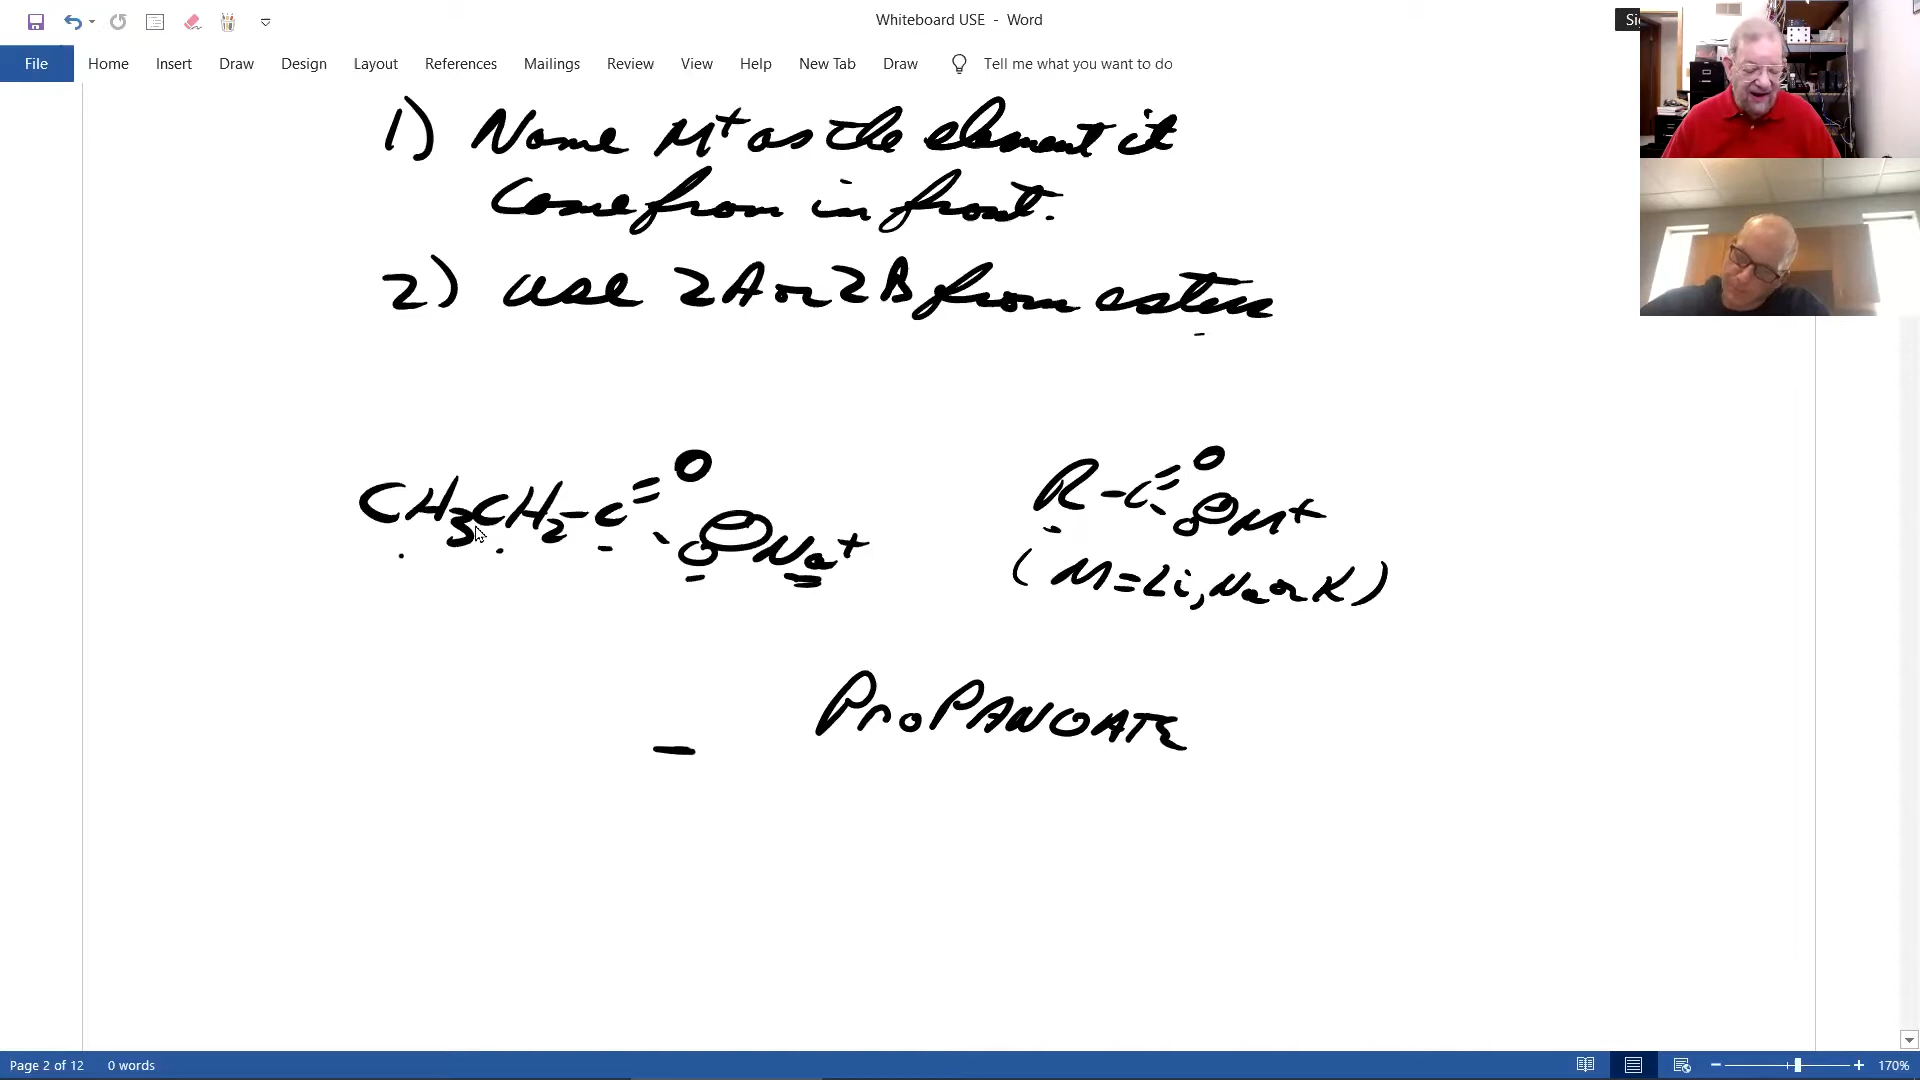 Whiteboard USE - Word
Si
File Home Insert Draw Design Layout References Mailings Review View Help New Tab Draw Tell me what you want to do
1) Name M+ as the element it
Come from in front.
2) use 2A or 2B from esters
CH3CH2-C=O
O⊖Na+
R-C=O
O⊖M+
(M=Li, Na or K)
- PrOPANOATE
Page 2 of 12 0 words
170%